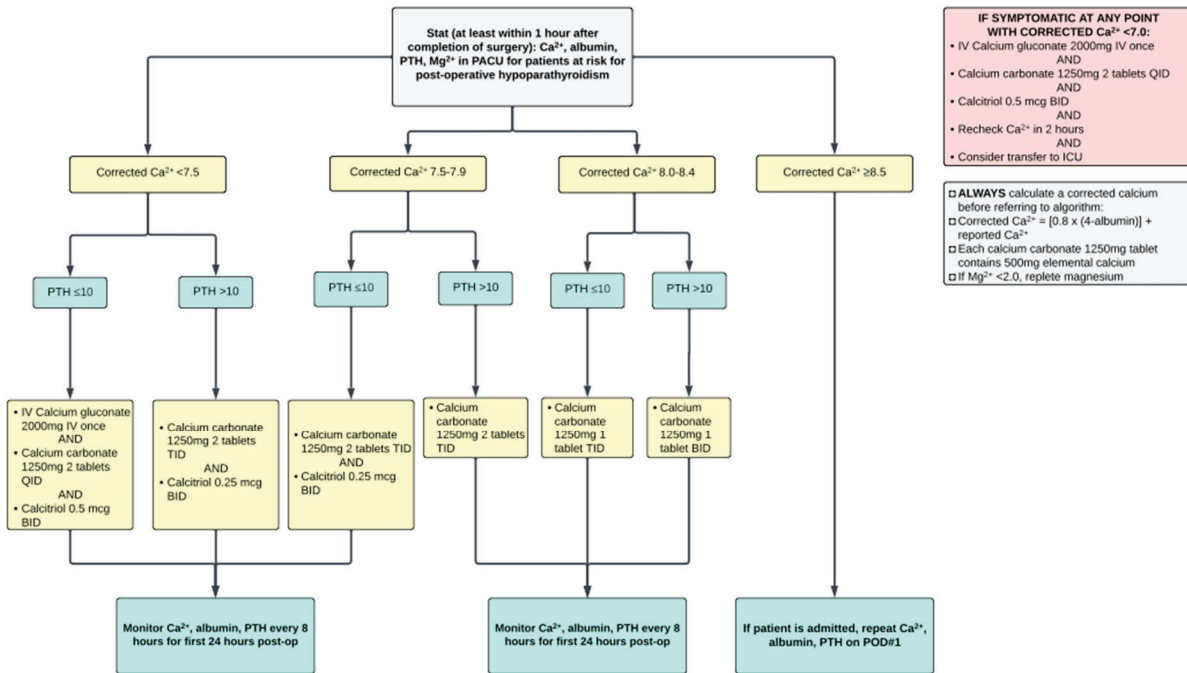 Stat (at least within 1 hour after
completion of surgery): Ca²⁺, albumin,
PTH, Mg²⁺ in PACU for patients at risk for
post-operative hypoparathyroidism
IF SYMPTOMATIC AT ANY POINT
WITH CORRECTED Ca²⁺ <7.0:
• IV Calcium gluconate 2000mg IV once
AND
• Calcium carbonate 1250mg 2 tablets QID
AND
• Calcitriol 0.5 mcg BID
AND
• Recheck Ca²⁺ in 2 hours
AND
• Consider transfer to ICU
ALWAYS calculate a corrected calcium
before referring to algorithm:
Corrected Ca²⁺ = [0.8 x (4-albumin)] +
reported Ca²⁺
Each calcium carbonate 1250mg tablet
contains 500mg elemental calcium
If Mg²⁺ <2.0, replete magnesium
Corrected Ca²⁺ <7.5
Corrected Ca²⁺ 7.5-7.9
Corrected Ca²⁺ 8.0-8.4
Corrected Ca²⁺ ≥8.5
PTH ≤10
PTH >10
PTH ≤10
PTH >10
PTH ≤10
PTH >10
• IV Calcium gluconate
2000mg IV once
AND
• Calcium carbonate
1250mg 2 tablets
QID
AND
• Calcitriol 0.5 mcg
BID
• Calcium carbonate
1250mg 2 tablets
TID
AND
• Calcitriol 0.25 mcg
BID
• Calcium carbonate
1250mg 2 tablets TID
AND
• Calcitriol 0.25 mcg
BID
• Calcium
carbonate
1250mg 2 tablets
TID
• Calcium
carbonate
1250mg 1
tablet TID
• Calcium
carbonate
1250mg 1
tablet BID
Monitor Ca²⁺, albumin, PTH every 8
hours for first 24 hours post-op
Monitor Ca²⁺, albumin, PTH every 8
hours for first 24 hours post-op
If patient is admitted, repeat Ca²⁺,
albumin, PTH on POD#1